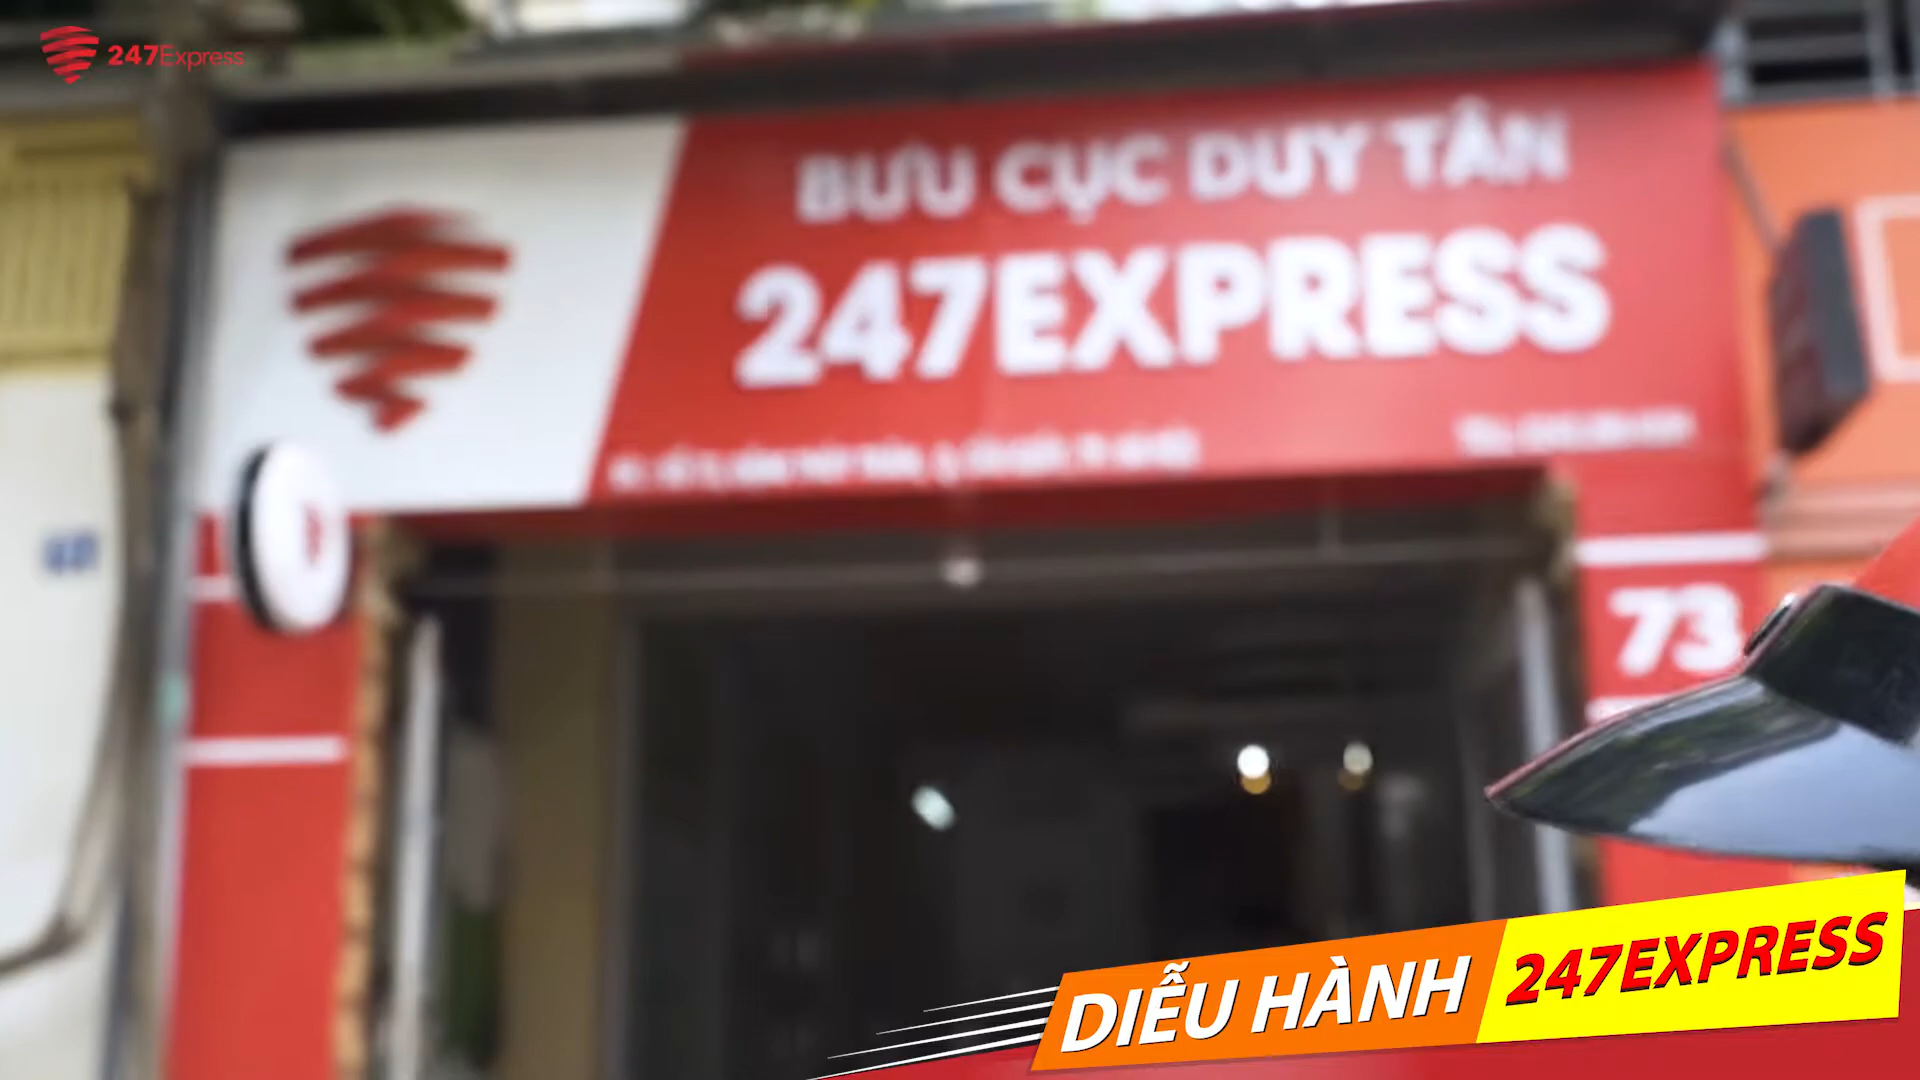 247Express
BƯU CỤC DUY TÂN
247EXPRESS
73
DIỄU HÀNH 247EXPRESS